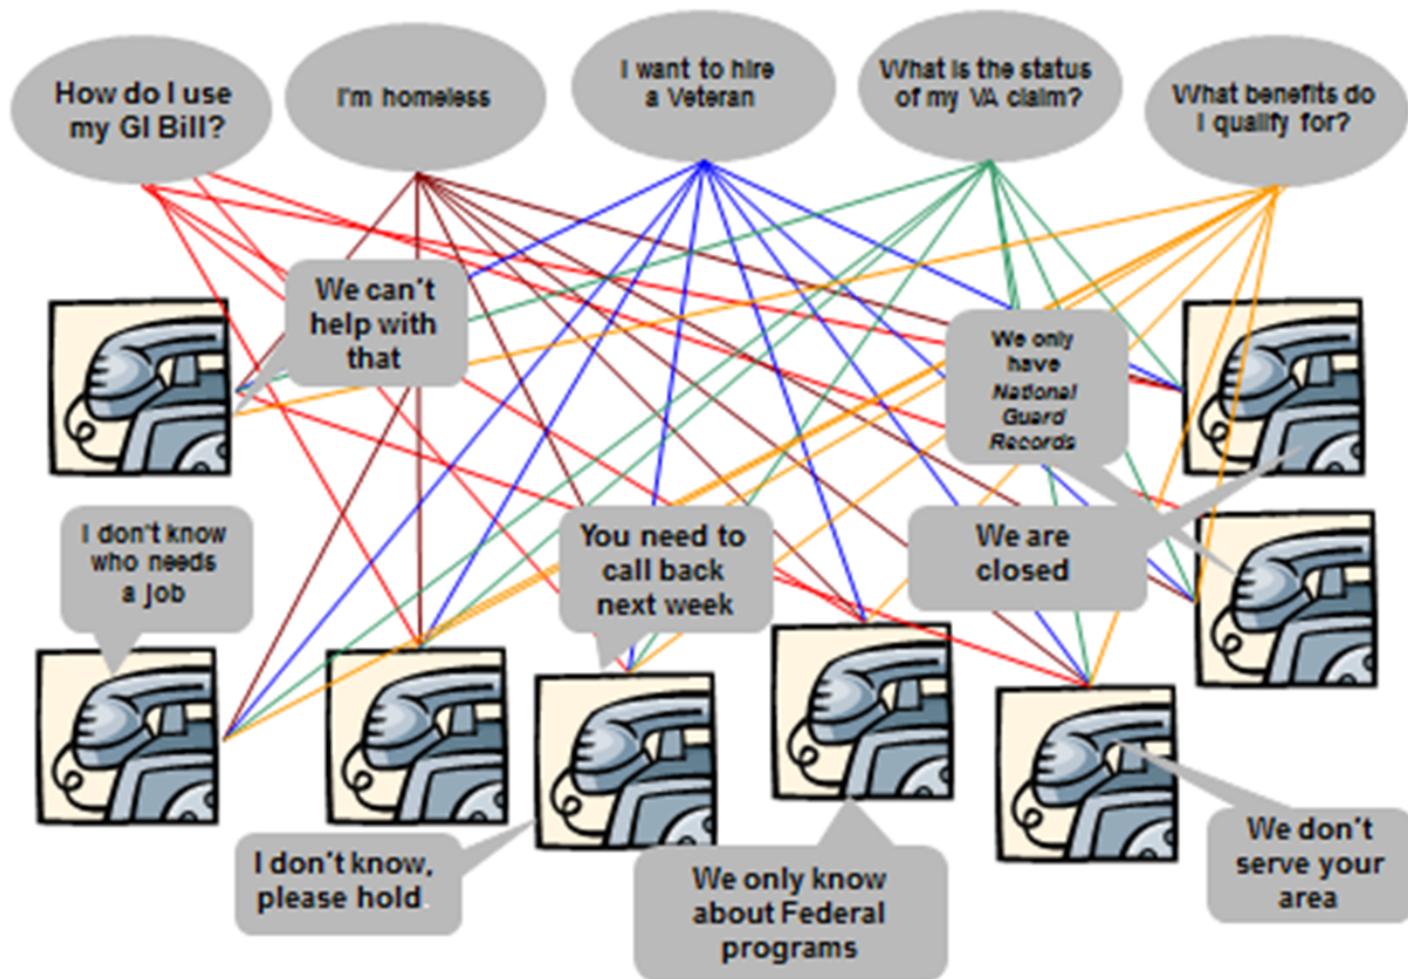 How do I use
my GI Bill?
I'm homeless
I want to hire
a Veteran
What is the status
of my VA claim?
What benefits do
I qualify for?
We can't
help with
that
We only
have
National
Guard
Records
I don't know
who needs
a job
You need to
call back
next week
We are
closed
I don't know,
please hold.
We only know
about Federal
programs
We don't
serve your
area